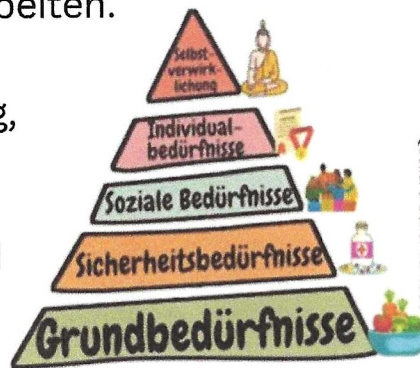 beiten.
g,
Selbst-
verwirk-
lichung
Individual-
bedürfnisse
Soziale Bedürfnisse
Sicherheitsbedürfnisse
Grundbedürfnisse